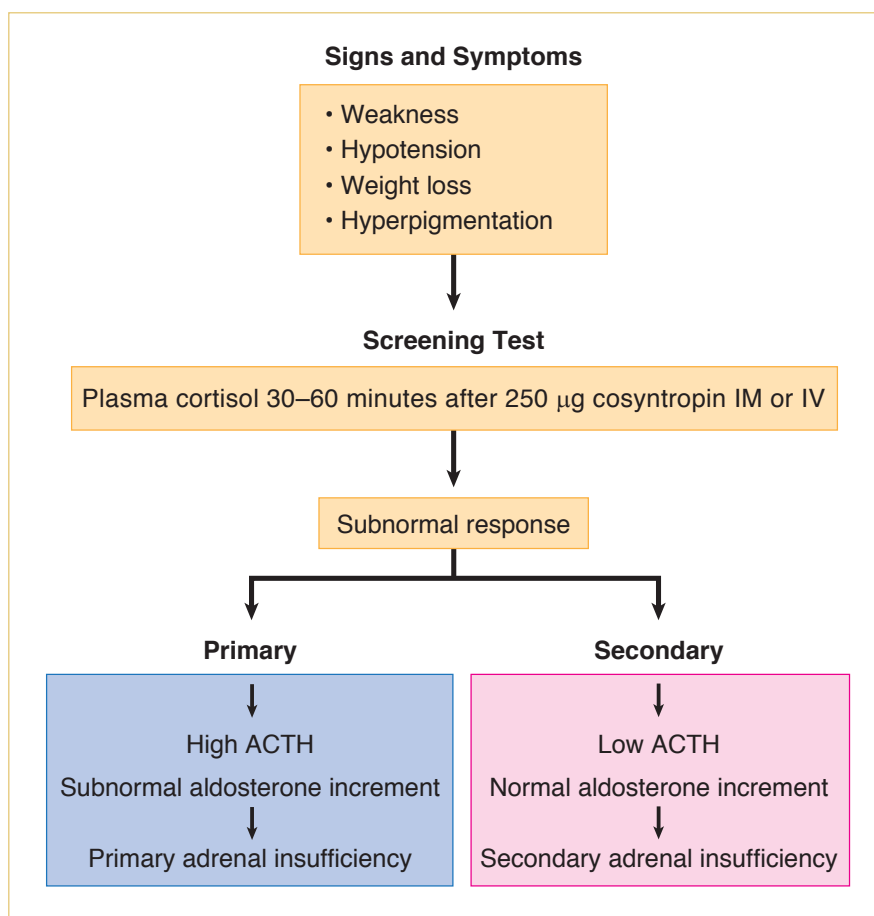 Signs and Symptoms
• Weakness
• Hypotension
• Weight loss
• Hyperpigmentation
Screening Test
Plasma cortisol 30–60 minutes after 250 μg cosyntropin IM or IV
Subnormal response
Primary
High ACTH
Subnormal aldosterone increment
Primary adrenal insufficiency
Secondary
Low ACTH
Normal aldosterone increment
Secondary adrenal insufficiency